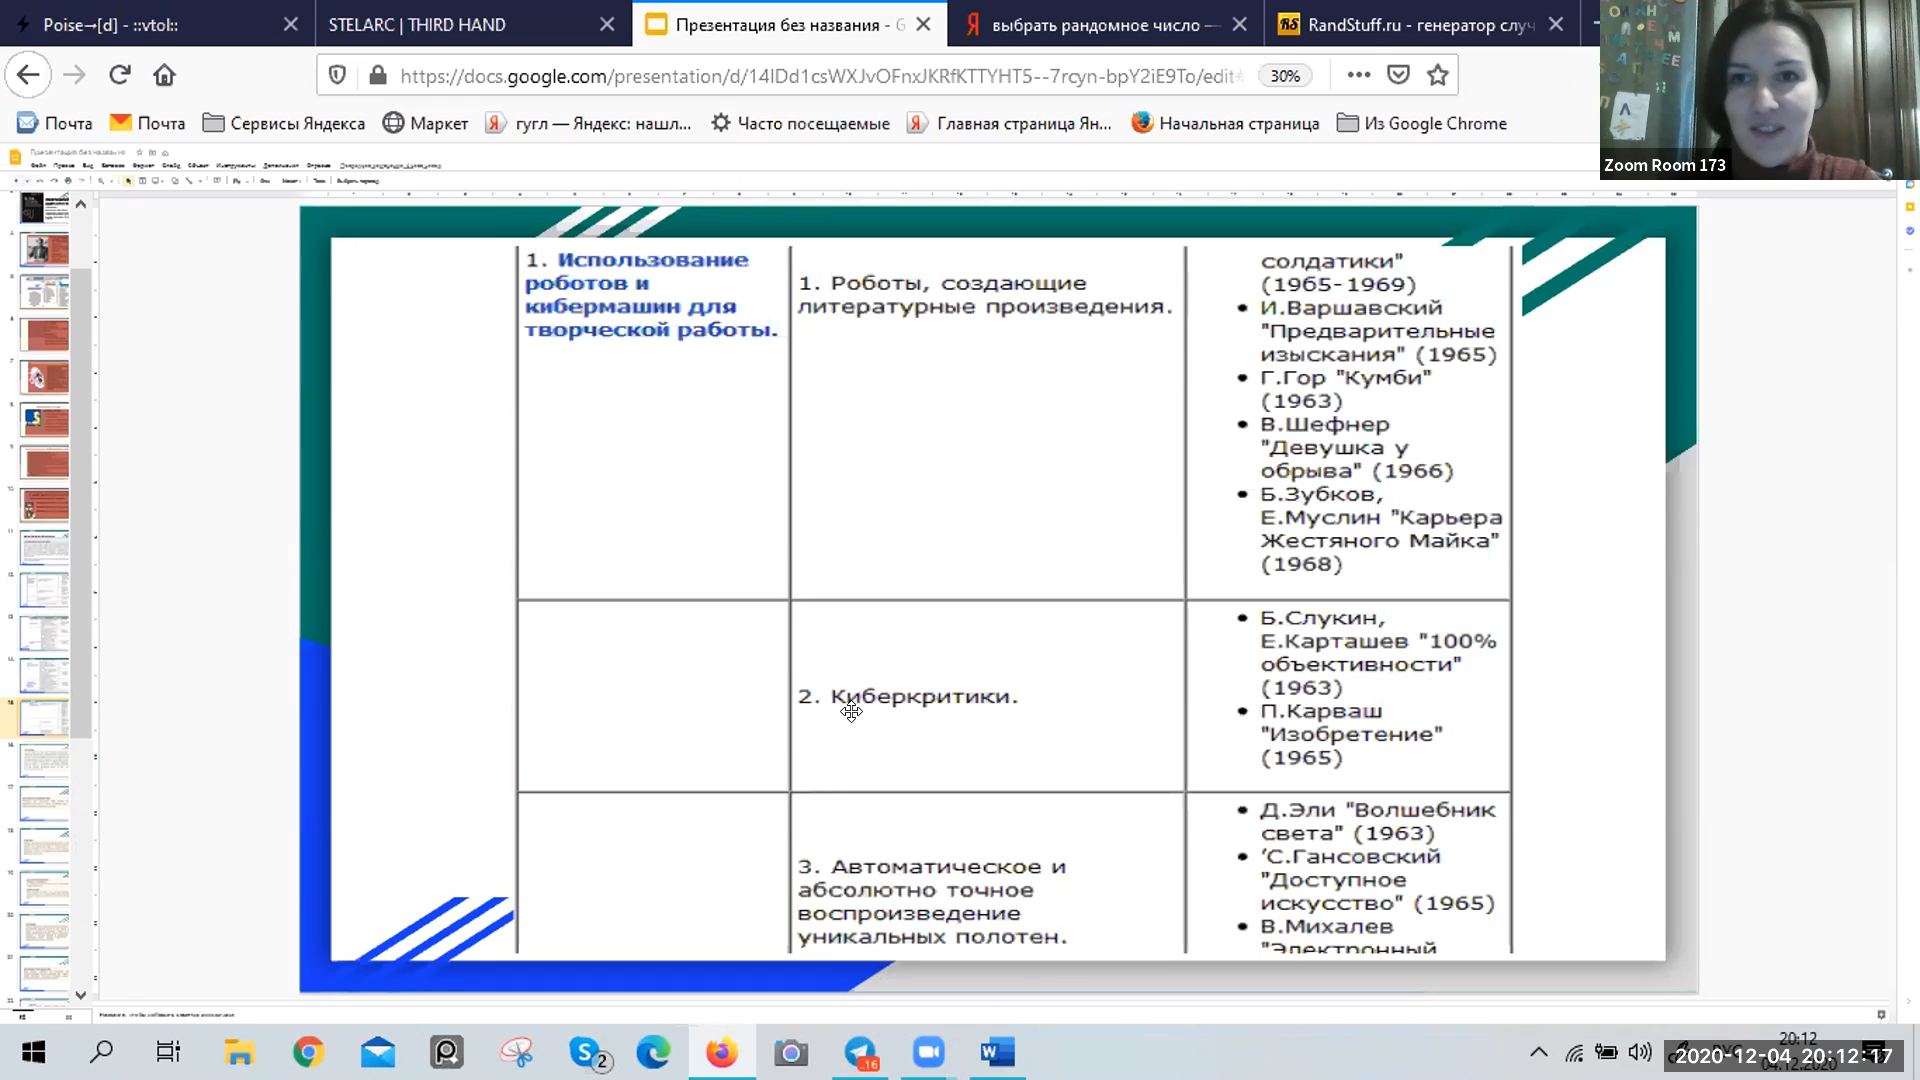 Poise→[d] - ::vtol::
STELARC | THIRD HAND
Презентация без названия - G
выбрать рандомное число —
RandStuff.ru - генератор случ
https://docs.google.com/presentation/d/14IDd1csWXJvOFnxJKRfKTTYHT5--7rcyn-bpY2iE9To/edit
30%
Почта
Почта
Сервисы Яндекса
Маркет
гугл — Яндекс: нашл...
Часто посещаемые
Главная страница Ян...
Начальная страница
Из Google Chrome
Zoom Room 173
1. Использование
роботов и
кибермашин для
творческой работы.
1. Роботы, создающие
литературные произведения.
солдатики"
(1965-1969)
И.Варшавский
"Предварительные
изыскания" (1965)
Г.Гор "Кумби"
(1963)
В.Шефнер
"Девушка у
обрыва" (1966)
Б.Зубков,
Е.Муслин "Карьера
Жестяного Майка"
(1968)
2. Киберкритики.
Б.Слукин,
Е.Карташев "100%
объективности"
(1963)
П.Карваш
"Изобретение"
(1965)
3. Автоматическое и
абсолютно точное
воспроизведение
уникальных полотен.
Д.Эли "Волшебник
света" (1963)
‘С.Гансовский
"Доступное
искусство" (1965)
В.Михалев
"Электронный
2
16
20:12
2020-12-04 20:12:17